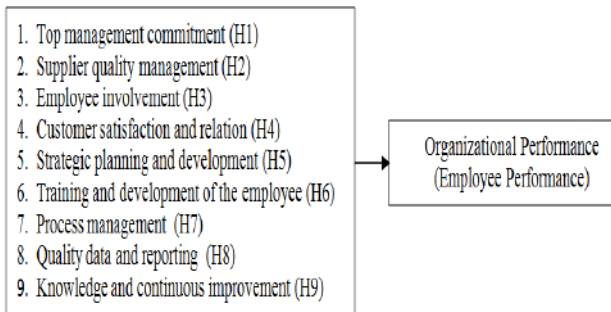 1. Top management commitment (H1)
2. Supplier quality management (H2)
3. Employee involvement (H3)
4. Customer satisfaction and relation (H4)
5. Strategic planning and development (H5)
6. Training and development of the employee (H6)
7. Process management (H7)
8. Quality data and reporting (H8)
9. Knowledge and continuous improvement (H9)
Organizational Performance
(Employee Performance)